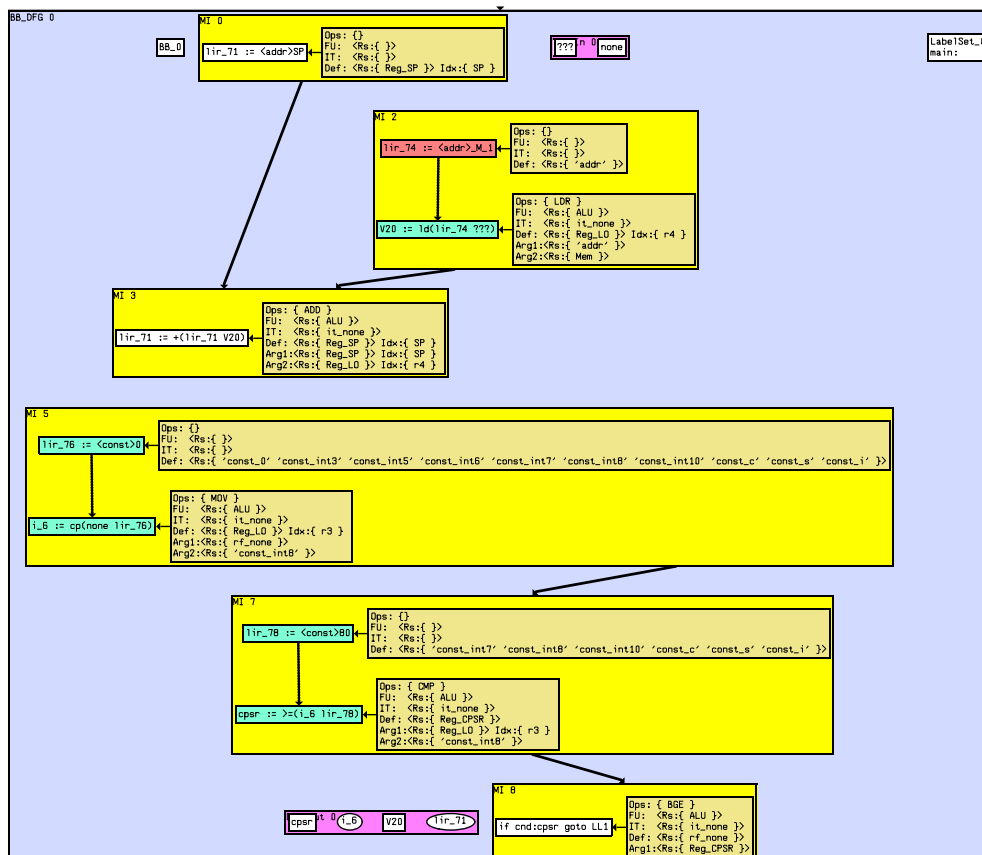 BB_DFG 0
BB_0
MI 0
lir_71 := <addr>SP
Ops: {}
FU: <Rs:{ }>
IT: <Rs:{ }>
Def: <Rs:{ Reg_SP }> Idx:{ SP }
??? n 0 none
LabelSet_
main:
MI 2
lir_74 := <addr>_M_1
Ops: {}
FU: <Rs:{ }>
IT: <Rs:{ }>
Def: <Rs:{ 'addr' }>
V20 := ld(lir_74 ???)
Ops: { LDR }
FU: <Rs:{ ALU }>
IT: <Rs:{ it_none }>
Def: <Rs:{ Reg_LO }> Idx:{ r4 }
Arg1:<Rs:{ 'addr' }>
Arg2:<Rs:{ Mem }>
MI 3
lir_71 := +(lir_71 V20)
Ops: { ADD }
FU: <Rs:{ ALU }>
IT: <Rs:{ it_none }>
Def: <Rs:{ Reg_SP }> Idx:{ SP }
Arg1:<Rs:{ Reg_SP }> Idx:{ SP }
Arg2:<Rs:{ Reg_LO }> Idx:{ r4 }
MI 5
lir_76 := <const>0
Ops: {}
FU: <Rs:{ }>
IT: <Rs:{ }>
Def: <Rs:{ 'const_0' 'const_int3' 'const_int5' 'const_int6' 'const_int7' 'const_int8' 'const_int10' 'const_c' 'const_s' 'const_i' }>
i_6 := cp(none lir_76)
Ops: { MOV }
FU: <Rs:{ ALU }>
IT: <Rs:{ it_none }>
Def: <Rs:{ Reg_LO }> Idx:{ r3 }
Arg1:<Rs:{ rf_none }>
Arg2:<Rs:{ 'const_int8' }>
MI 7
lir_78 := <const>80
Ops: {}
FU: <Rs:{ }>
IT: <Rs:{ }>
Def: <Rs:{ 'const_int7' 'const_int8' 'const_int10' 'const_c' 'const_s' 'const_i' }>
cpsr := >=(i_6 lir_78)
Ops: { CMP }
FU: <Rs:{ ALU }>
IT: <Rs:{ it_none }>
Def: <Rs:{ Reg_CPSR }>
Arg1:<Rs:{ Reg_LO }> Idx:{ r3 }
Arg2:<Rs:{ 'const_int8' }>
MI 8
if cnd:cpsr goto LL1
Ops: { BGE }
FU: <Rs:{ ALU }>
IT: <Rs:{ it_none }>
Def: <Rs:{ rf_none }>
Arg1:<Rs:{ Reg_CPSR }>
cpsr ut 0 i_6 V20 lir_71